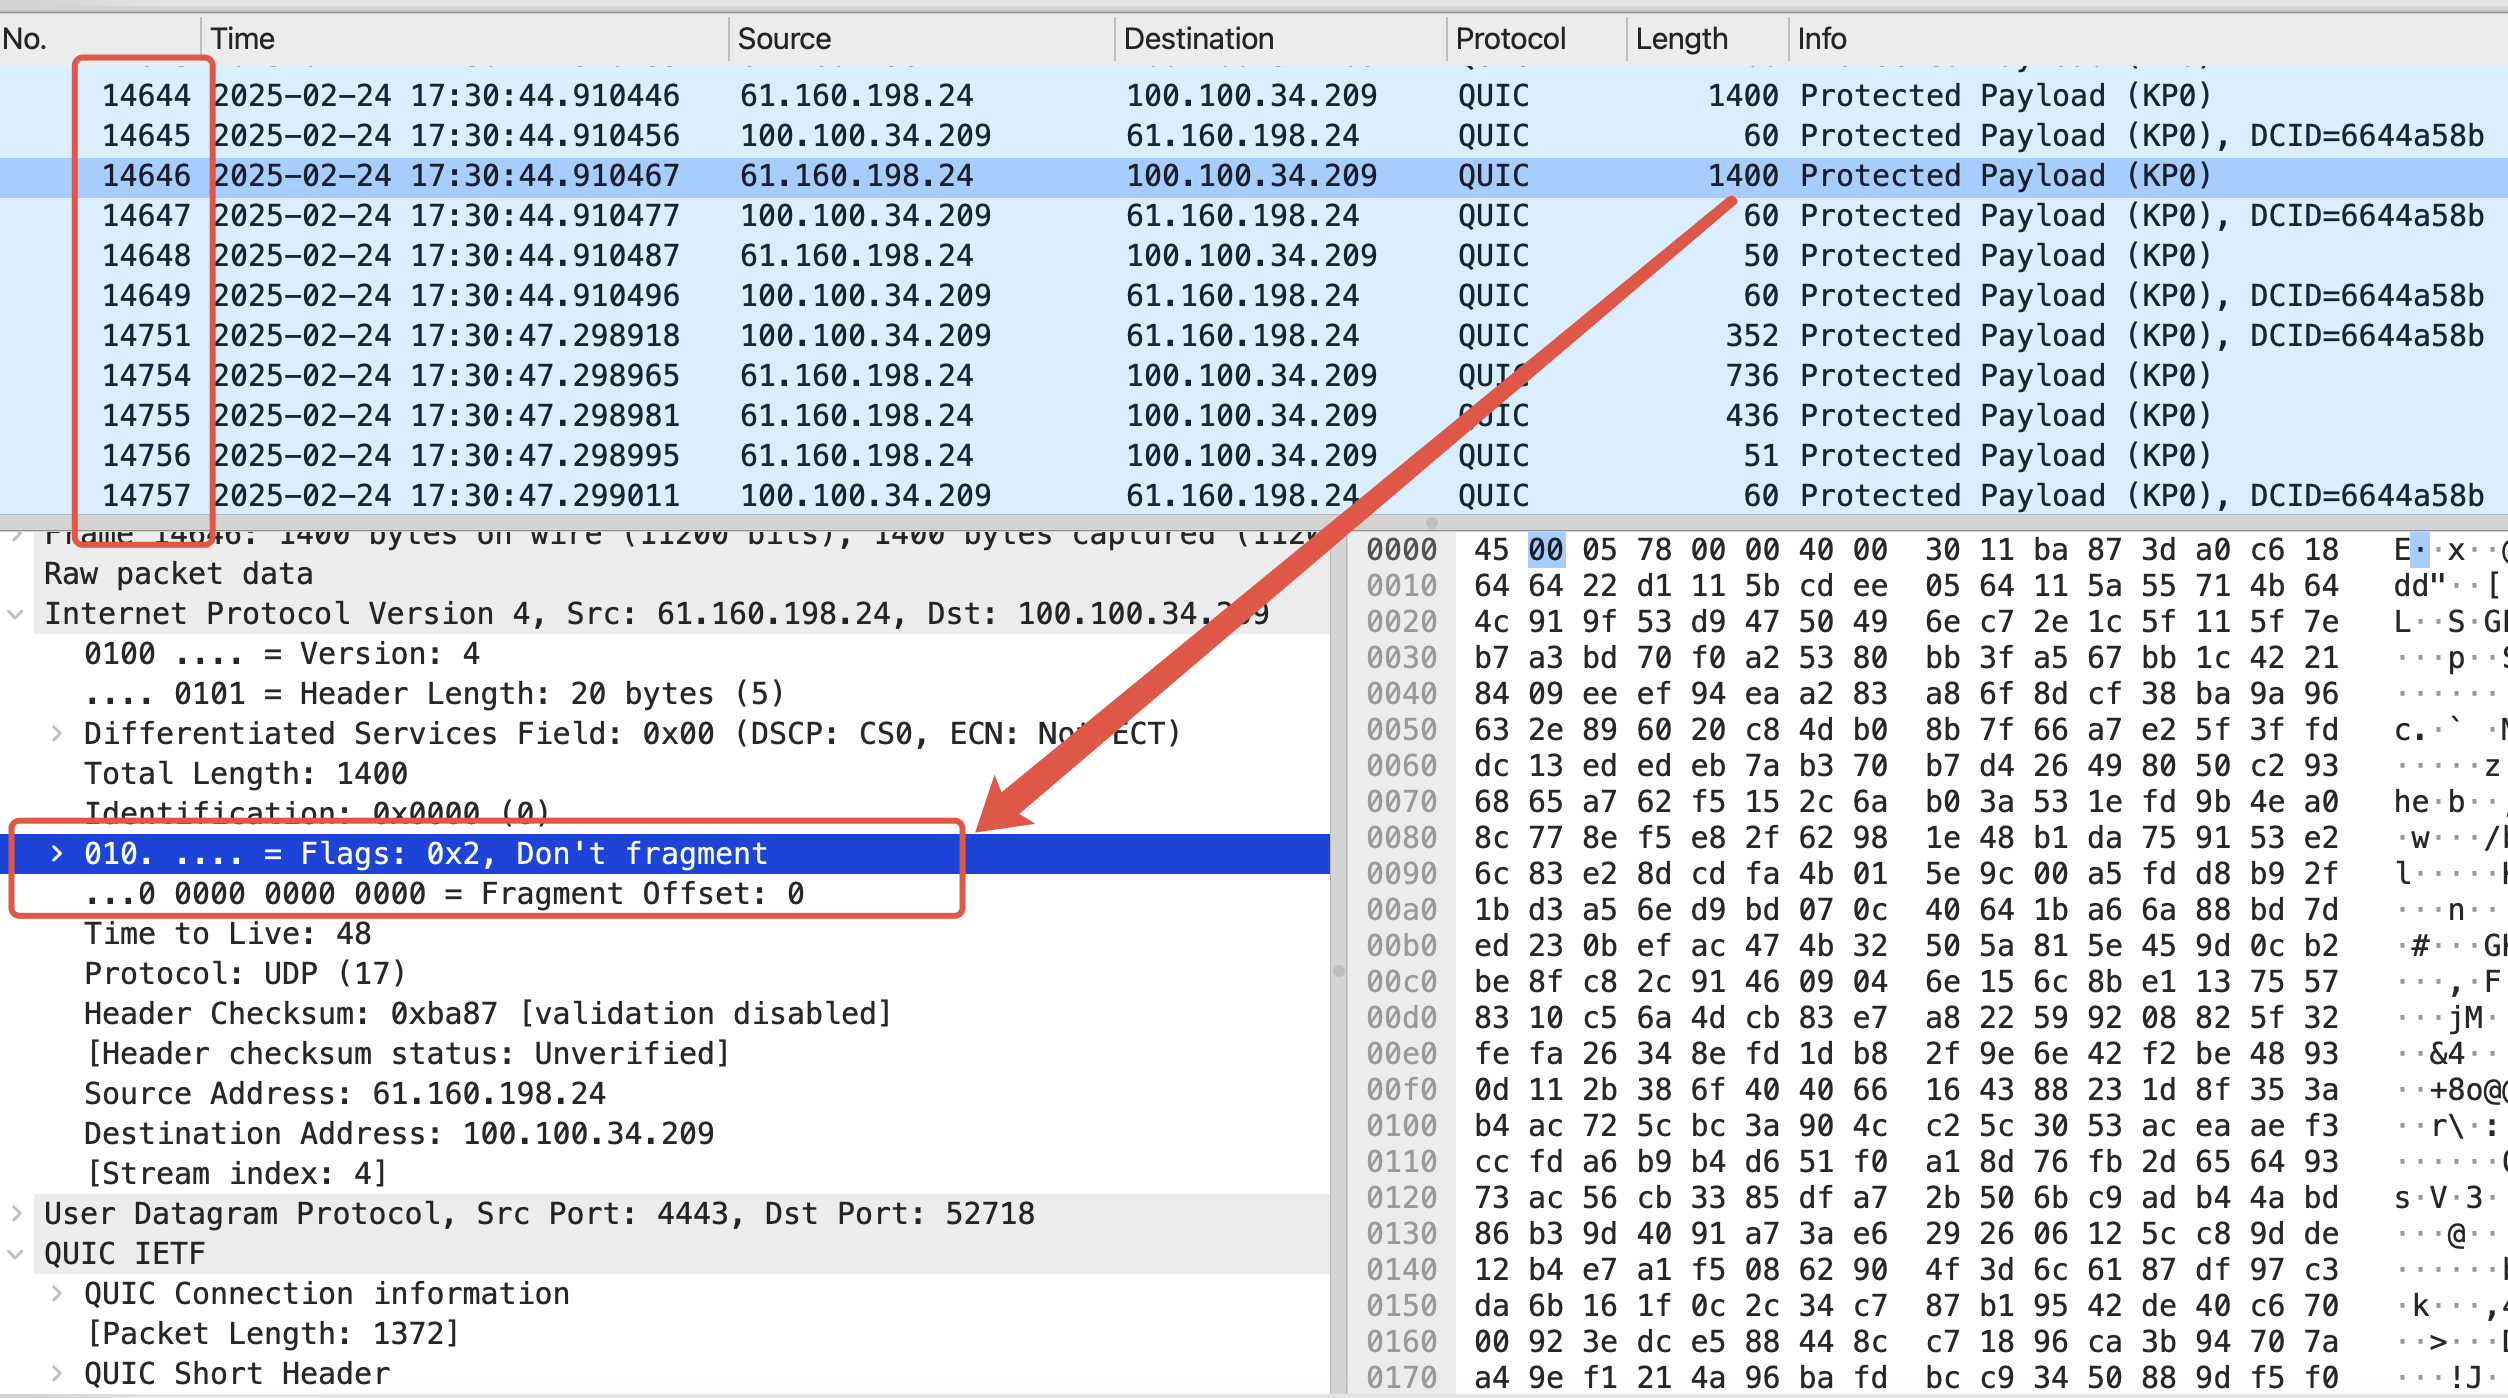 No. Time Source Destination Protocol Length Info
14644 2025-02-24 17:30:44.910446 61.160.198.24 100.100.34.209 QUIC 1400 Protected Payload (KP0)
14645 2025-02-24 17:30:44.910456 100.100.34.209 61.160.198.24 QUIC 60 Protected Payload (KP0), DCID=6644a58b
14646 2025-02-24 17:30:44.910467 61.160.198.24 100.100.34.209 QUIC 1400 Protected Payload (KP0)
14647 2025-02-24 17:30:44.910477 100.100.34.209 61.160.198.24 QUIC 60 Protected Payload (KP0), DCID=6644a58b
14648 2025-02-24 17:30:44.910487 61.160.198.24 100.100.34.209 QUIC 50 Protected Payload (KP0)
14649 2025-02-24 17:30:44.910496 100.100.34.209 61.160.198.24 QUIC 60 Protected Payload (KP0), DCID=6644a58b
14751 2025-02-24 17:30:47.298918 100.100.34.209 61.160.198.24 QUIC 352 Protected Payload (KP0), DCID=6644a58b
14754 2025-02-24 17:30:47.298965 61.160.198.24 100.100.34.209 QUIC 736 Protected Payload (KP0)
14755 2025-02-24 17:30:47.298981 61.160.198.24 100.100.34.209 QUIC 436 Protected Payload (KP0)
14756 2025-02-24 17:30:47.298995 61.160.198.24 100.100.34.209 QUIC 51 Protected Payload (KP0)
14757 2025-02-24 17:30:47.299011 100.100.34.209 61.160.198.24 QUIC 60 Protected Payload (KP0), DCID=6644a58b
Frame 14646: 1400 bytes on wire (11200 bits), 1400 bytes captured (1120
Raw packet data
Internet Protocol Version 4, Src: 61.160.198.24, Dst: 100.100.34.209
0100 .... = Version: 4
.... 0101 = Header Length: 20 bytes (5)
Differentiated Services Field: 0x00 (DSCP: CS0, ECN: Not-ECT)
Total Length: 1400
Identification: 0x0000 (0)
010. .... = Flags: 0x2, Don't fragment
...0 0000 0000 0000 = Fragment Offset: 0
Time to Live: 48
Protocol: UDP (17)
Header Checksum: 0xba87 [validation disabled]
[Header checksum status: Unverified]
Source Address: 61.160.198.24
Destination Address: 100.100.34.209
[Stream index: 4]
User Datagram Protocol, Src Port: 4443, Dst Port: 52718
QUIC IETF
QUIC Connection information
[Packet Length: 1372]
QUIC Short Header
0000 45 00 05 78 00 00 40 00 30 11 ba 87 3d a0 c6 18 E··x··@
0010 64 64 22 d1 11 5b cd ee 05 64 11 5a 55 71 4b 64 dd"··[
0020 4c 91 9f 53 d9 47 50 49 6e c7 2e 1c 5f 11 5f 7e L··S·G
0030 b7 a3 bd 70 f0 a2 53 80 bb 3f a5 67 bb 1c 42 21 ···p··S
0040 84 09 ee ef 94 ea a2 83 a8 6f 8d cf 38 ba 9a 96 ······
0050 63 2e 89 60 20 c8 4d b0 8b 7f 66 a7 e2 5f 3f fd c.·` ·M
0060 dc 13 ed ed eb 7a b3 70 b7 d4 26 49 80 50 c2 93 ·····z
0070 68 65 a7 62 f5 15 2c 6a b0 3a 53 1e fd 9b 4e a0 he·b··,
0080 8c 77 8e f5 e8 2f 62 98 1e 48 b1 da 75 91 53 e2 ·w···/b
0090 6c 83 e2 8d cd fa 4b 01 5e 9c 00 a5 fd d8 b9 2f l·····K
00a0 1b d3 a5 6e d9 bd 07 0c 40 64 1b a6 6a 88 bd 7d ···n··
00b0 ed 23 0b ef ac 47 4b 32 50 5a 81 5e 45 9d 0c b2 ·#···GK
00c0 be 8f c8 2c 91 46 09 04 6e 15 6c 8b e1 13 75 57 ···,·F
00d0 83 10 c5 6a 4d cb 83 e7 a8 22 59 92 08 82 5f 32 ···jM·
00e0 fe fa 26 34 8e fd 1d b8 2f 9e 6e 42 f2 be 48 93 ··&4··
00f0 0d 11 2b 38 6f 40 40 66 16 43 88 23 1d 8f 35 3a ··+8o@@
0100 b4 ac 72 5c bc 3a 90 4c c2 5c 30 53 ac ea ae f3 ··r\·:
0110 cc fd a6 b9 b4 d6 51 f0 a1 8d 76 fb 2d 65 64 93 ······Q
0120 73 ac 56 cb 33 85 df a7 2b 50 6b c9 ad b4 4a bd s·V·3·
0130 86 b3 9d 40 91 a7 3a e6 29 26 06 12 5c c8 9d de ···@··
0140 12 b4 e7 a1 f5 08 62 90 4f 3d 6c 61 87 df 97 c3 ······b
0150 da 6b 16 1f 0c 2c 34 c7 87 b1 95 42 de 40 c6 70 ·k···,4
0160 00 92 3e dc e5 88 44 8c c7 18 96 ca 3b 94 70 7a ··>···D
0170 a4 9e f1 21 4a 96 ba fd bc c9 34 50 88 9d f5 f0 ···!J·